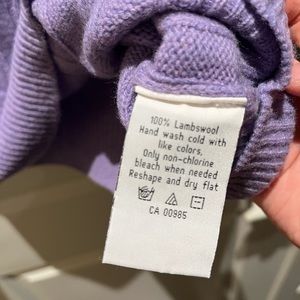 100% Lambswool
Hand wash cold with
like colors,
Only non-chlorine
bleach when needed
Reshape and dry flat
CA 00985